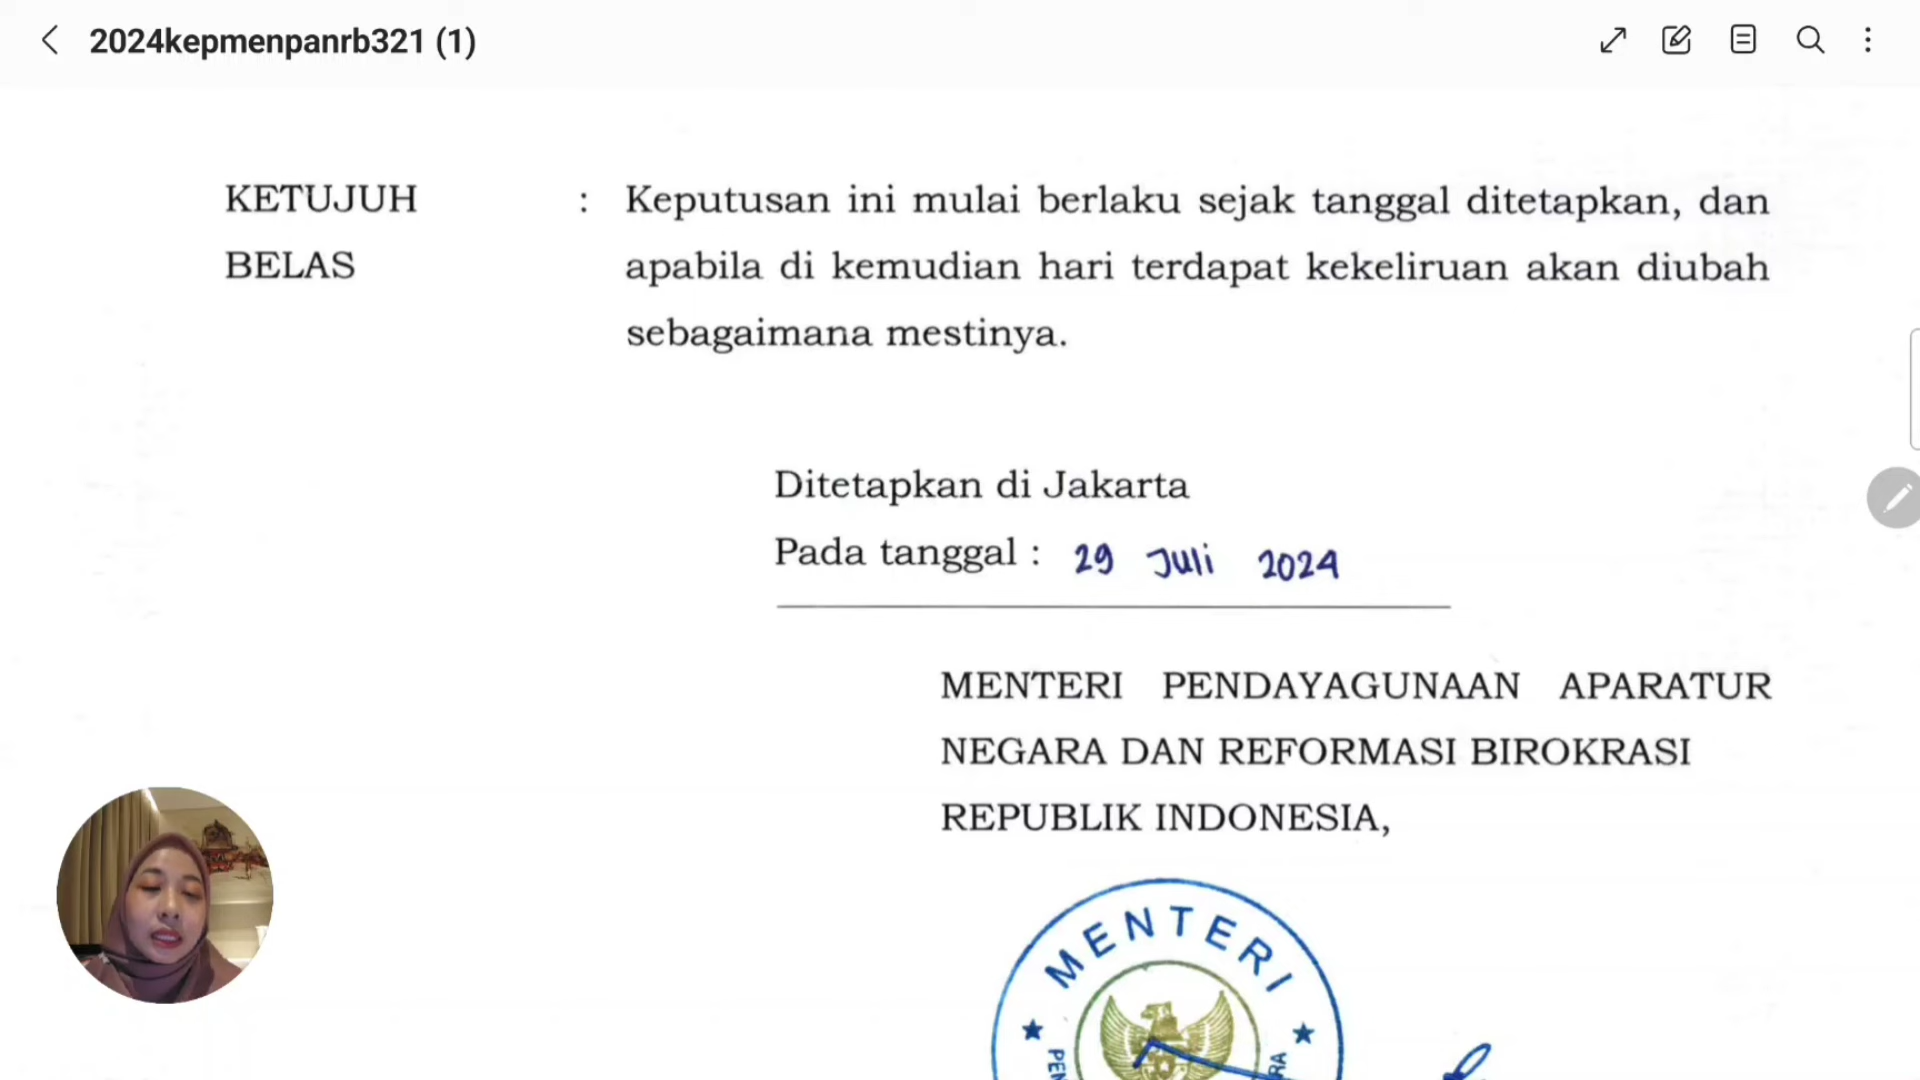 2024kepmenpanrb321 (1)
KETUJUH : Keputusan ini mulai berlaku sejak tanggal ditetapkan, dan
BELAS apabila di kemudian hari terdapat kekeliruan akan diubah
sebagaimana mestinya.
Ditetapkan di Jakarta
Pada tanggal : 29 Juli 2024
MENTERI PENDAYAGUNAAN APARATUR
NEGARA DAN REFORMASI BIROKRASI
REPUBLIK INDONESIA,
MENTERI